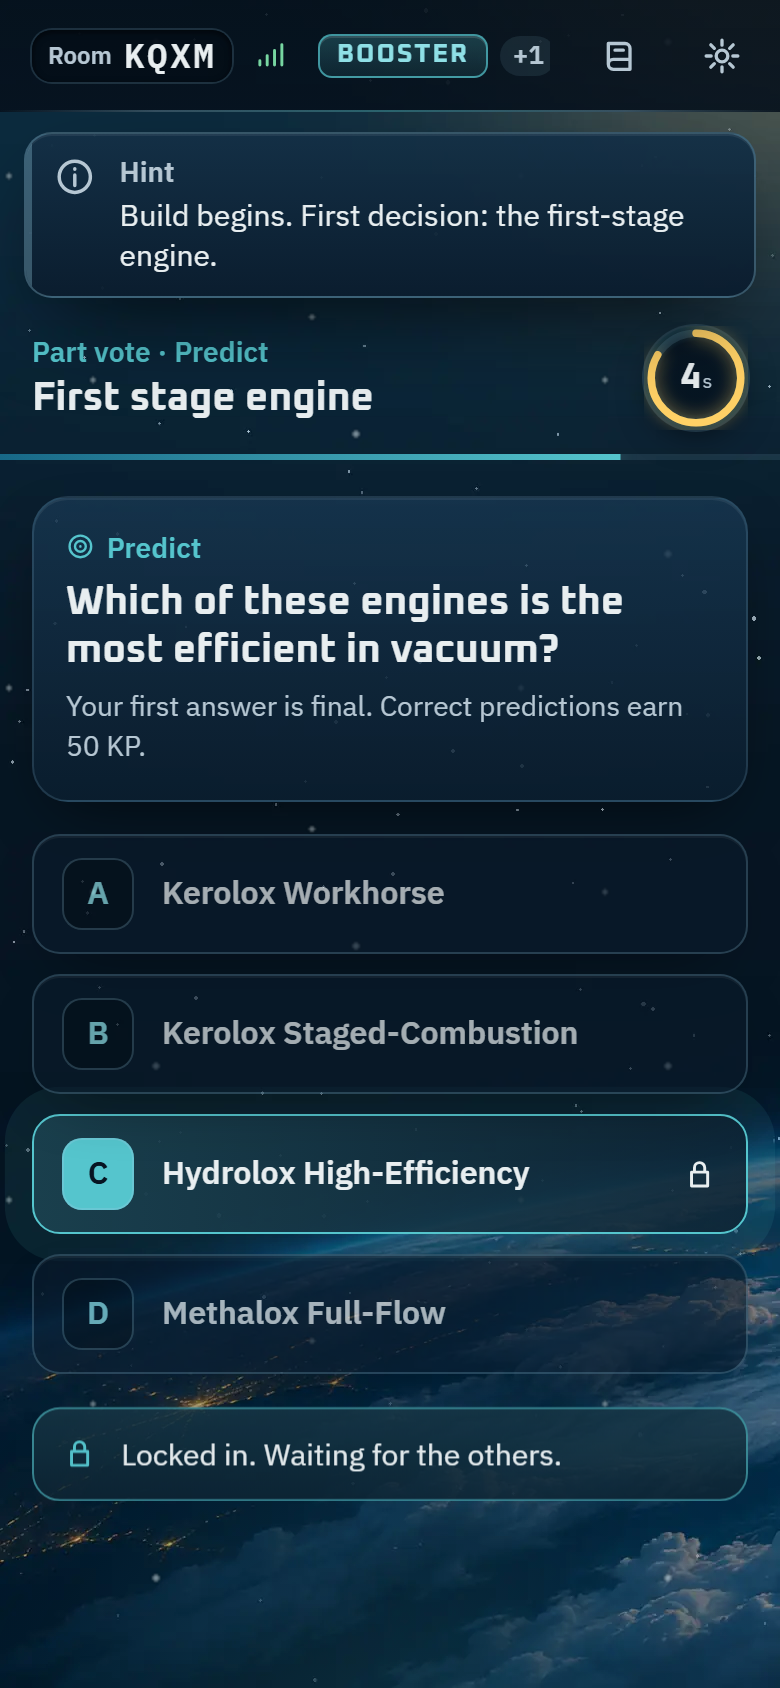 Room KQXM BOOSTER +1
Hint
Build begins. First decision: the first-stage
engine.
Part vote · Predict
First stage engine
4s
Predict
Which of these engines is the
most efficient in vacuum?
Your first answer is final. Correct predictions earn
50 KP.
A Kerolox Workhorse
B Kerolox Staged-Combustion
C Hydrolox High-Efficiency
D Methalox Full-Flow
Locked in. Waiting for the others.